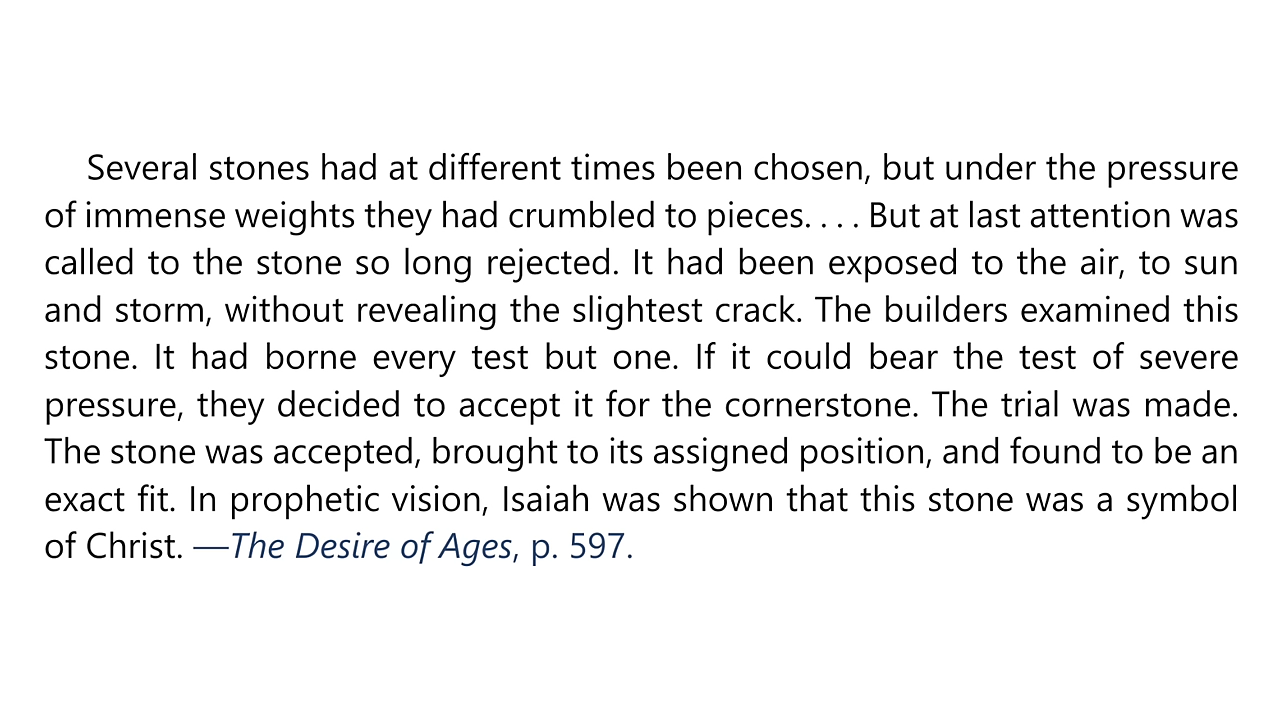 Several stones had at different times been chosen, but under the pressure
of immense weights they had crumbled to pieces. . . . But at last attention was
called to the stone so long rejected. It had been exposed to the air, to sun
and storm, without revealing the slightest crack. The builders examined this
stone. It had borne every test but one. If it could bear the test of severe
pressure, they decided to accept it for the cornerstone. The trial was made.
The stone was accepted, brought to its assigned position, and found to be an
exact fit. In prophetic vision, Isaiah was shown that this stone was a symbol
of Christ. —The Desire of Ages, p. 597.